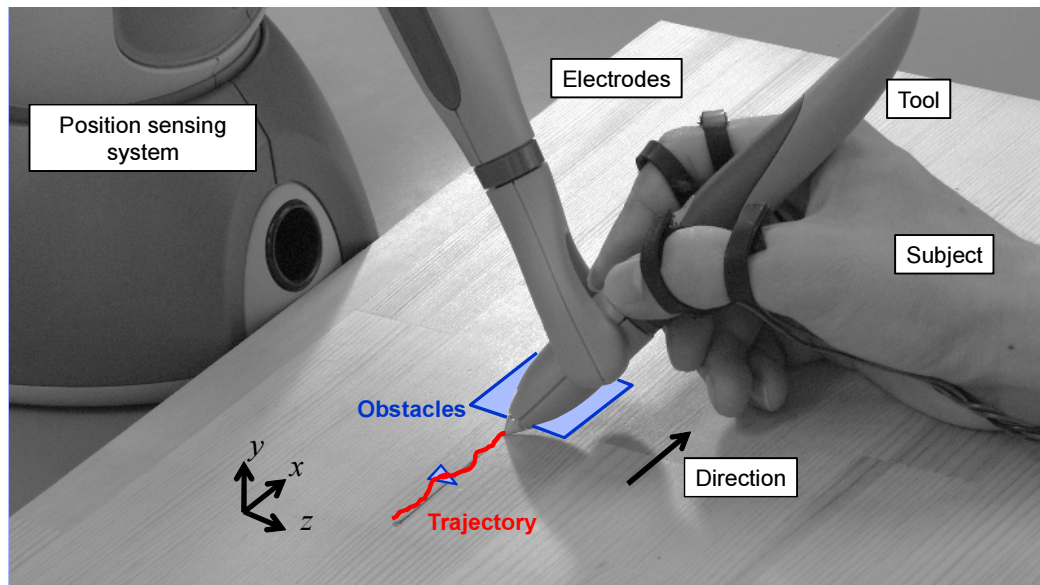 Electrodes
Tool
Position sensing
system
Subject
Obstacles
y
x
z
Direction
Trajectory